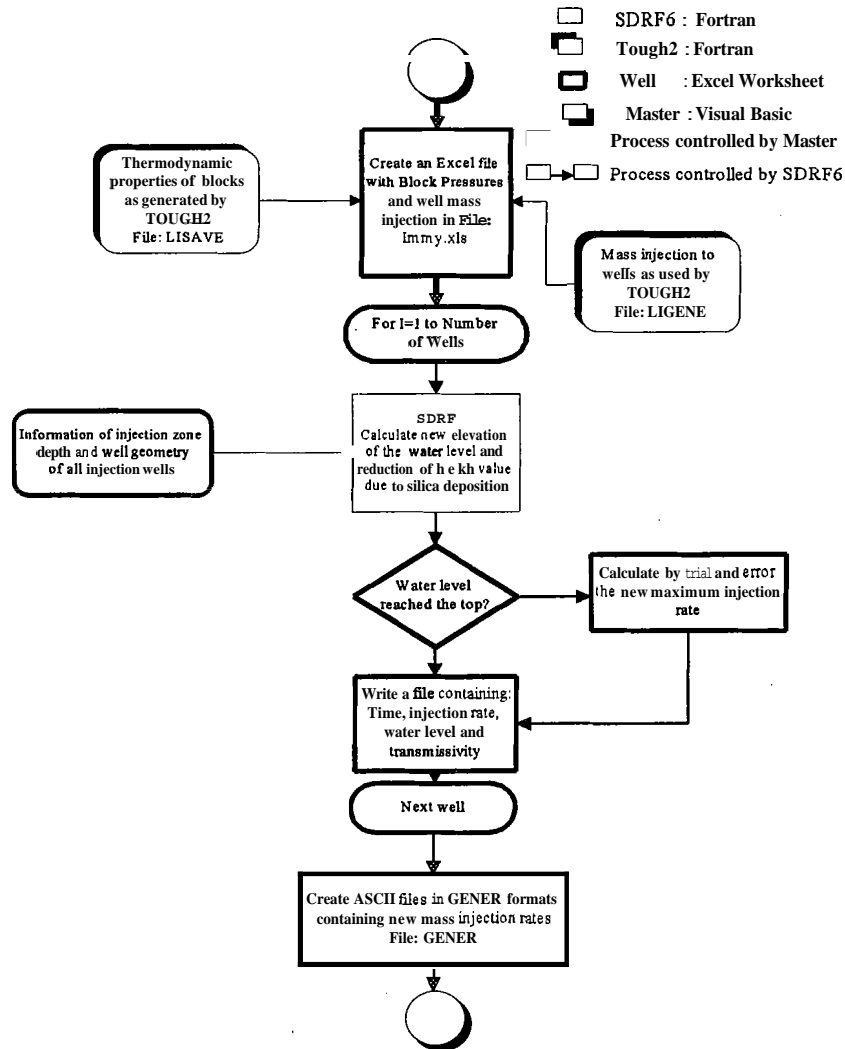 SDRF6 : Fortran
Tough2 : Fortran
Well : Excel Worksheet
Master : Visual Basic
Process controlled by Master
Process controlled by SDRF6
Thermodynamic
properties of blocks
as generated by
TOUGH2
File: LISAVE
Create an Excel file
with Block Pressures
and well mass
injection in File:
Immy.xls
Mass injection to
wells as used by
TOUGH2
File: LIGENE
For I=1 to Number
of Wells
Information of injection zone
depth and well geometry
of all injection wells
SDRF
Calculate new elevation
of the water level and
reduction of h e kh value
due to silica deposition
Water level
reached the top?
Calculate by trial and error
the new maximum injection
rate
Write a file containing:
Time, injection rate,
water level and
transmissivity
Next well
Create ASCII files in GENER formats
containing new mass injection rates
File: GENER